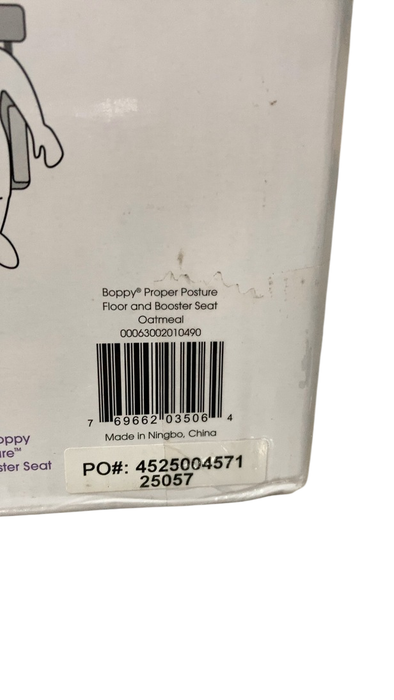 Boppy® Proper Posture
Floor and Booster Seat
Oatmeal
00063002010490
7 69662 03506 4
Made in Ningbo, China
oppy
ure™
ster Seat
PO#: 4525004571
25057